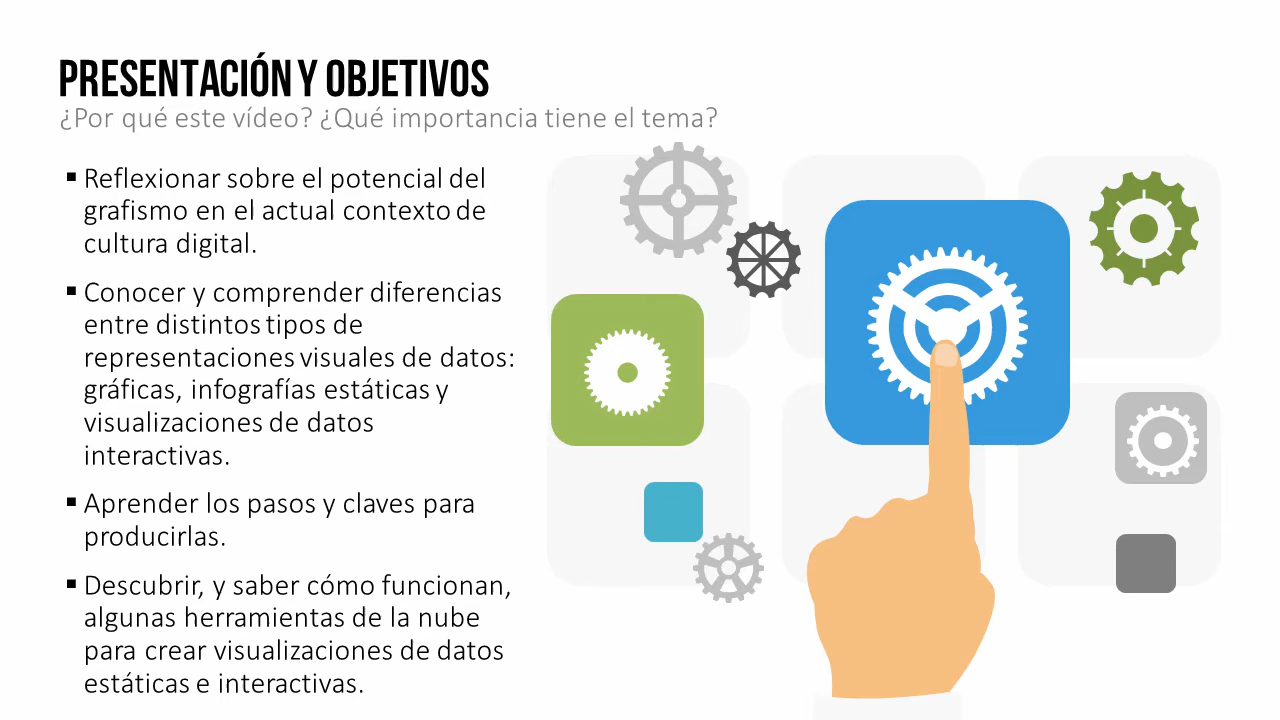 PRESENTACIÓN Y OBJETIVOS
¿Por qué este vídeo? ¿Qué importancia tiene el tema?
▪ Reflexionar sobre el potencial del
grafismo en el actual contexto de
cultura digital.
▪ Conocer y comprender diferencias
entre distintos tipos de
representaciones visuales de datos:
gráficas, infografías estáticas y
visualizaciones de datos
interactivas.
▪ Aprender los pasos y claves para
producirlas.
▪ Descubrir, y saber cómo funcionan,
algunas herramientas de la nube
para crear visualizaciones de datos
estáticas e interactivas.